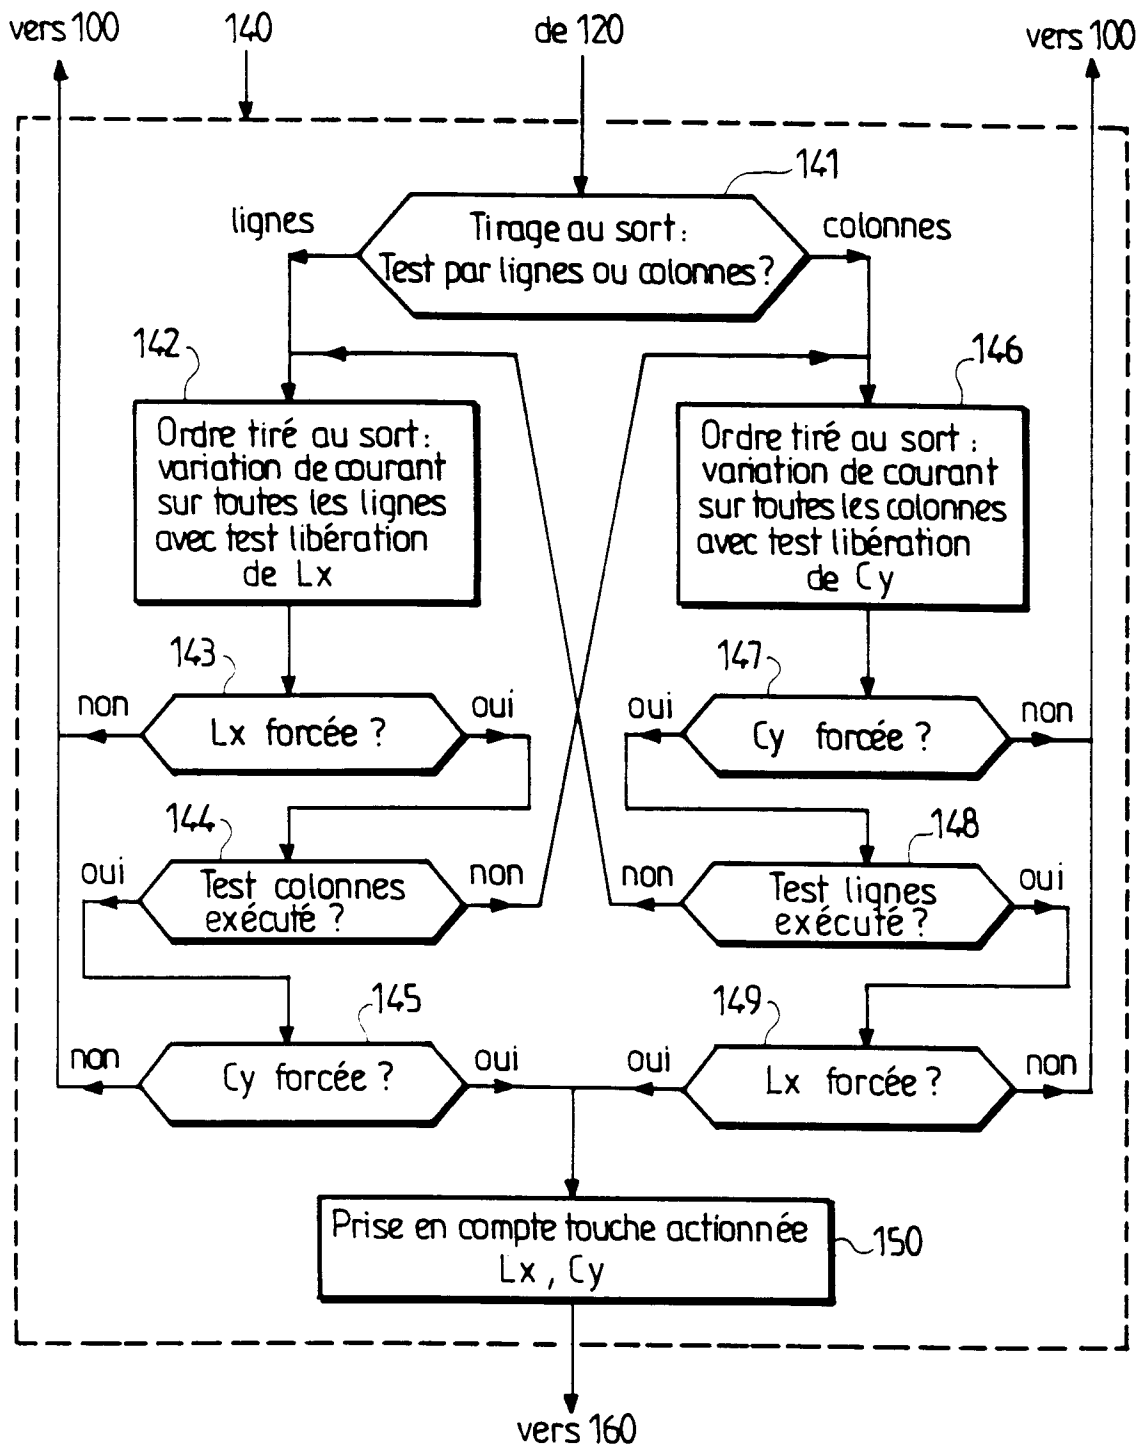 vers 100
140
de 120
vers 100
141
lignes
colonnes
Tirage au sort :
Test par lignes ou colonnes ?
142
146
Ordre tiré au sort :
variation de courant
sur toutes les lignes
avec test libération
de Lx
Ordre tiré au sort :
variation de courant
sur toutes les colonnes
avec test libération
de Cy
143
147
non
Lx forcée ?
oui
oui
Cy forcée ?
non
144
148
oui
Test colonnes
exécuté ?
non
non
Test lignes
exécuté ?
oui
145
149
non
Cy forcée ?
oui
oui
Lx forcée ?
non
Prise en compte touche actionnée
Lx , Cy
150
vers 160